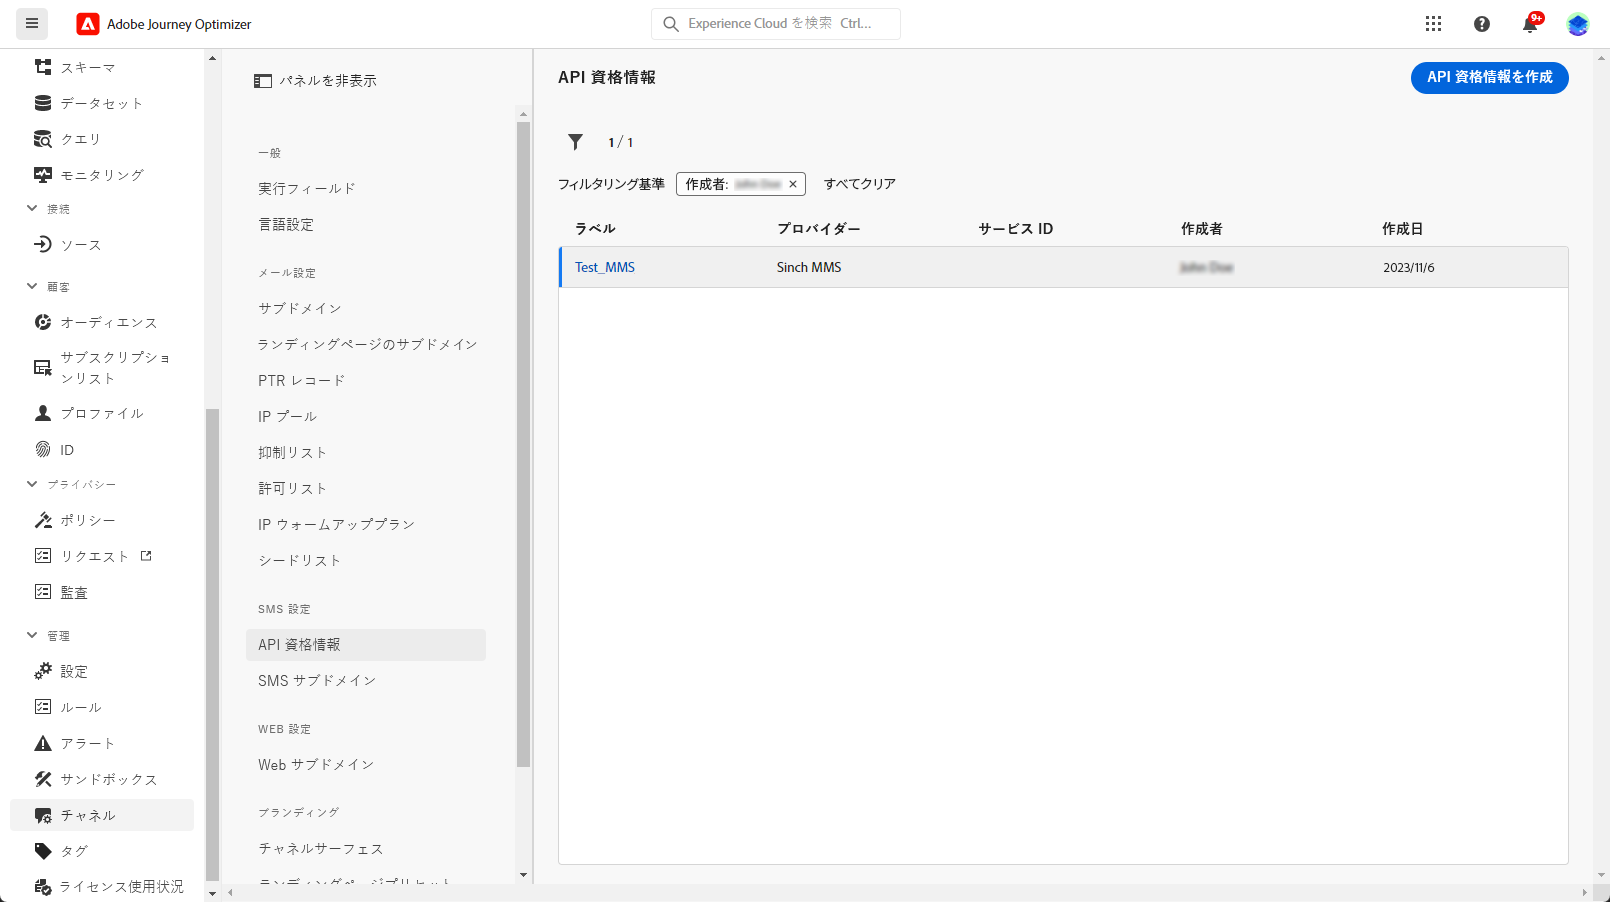 Adobe Journey Optimizer
Experience Cloud を検索 Ctrl...
9+
スキーマ
データセット
クエリ
モニタリング
接続
ソース
顧客
オーディエンス
サブスクリプショ
ンリスト
プロファイル
ID
プライバシー
ポリシー
リクエスト
監査
管理
設定
ルール
アラート
サンドボックス
チャネル
タグ
ライセンス使用状況
パネルを非表示
一般
実行フィールド
言語設定
メール設定
サブドメイン
ランディングページのサブドメイン
PTR レコード
IP プール
抑制リスト
許可リスト
IP ウォームアッププラン
シードリスト
SMS 設定
API 資格情報
SMS サブドメイン
WEB 設定
Web サブドメイン
ブランディング
チャネルサーフェス
ランディングページプリセット
API 資格情報
API 資格情報を作成
1 / 1
フィルタリング基準 作成者: すべてクリア
ラベル プロバイダー サービス ID 作成者 作成日
Test_MMS Sinch MMS 2023/11/6